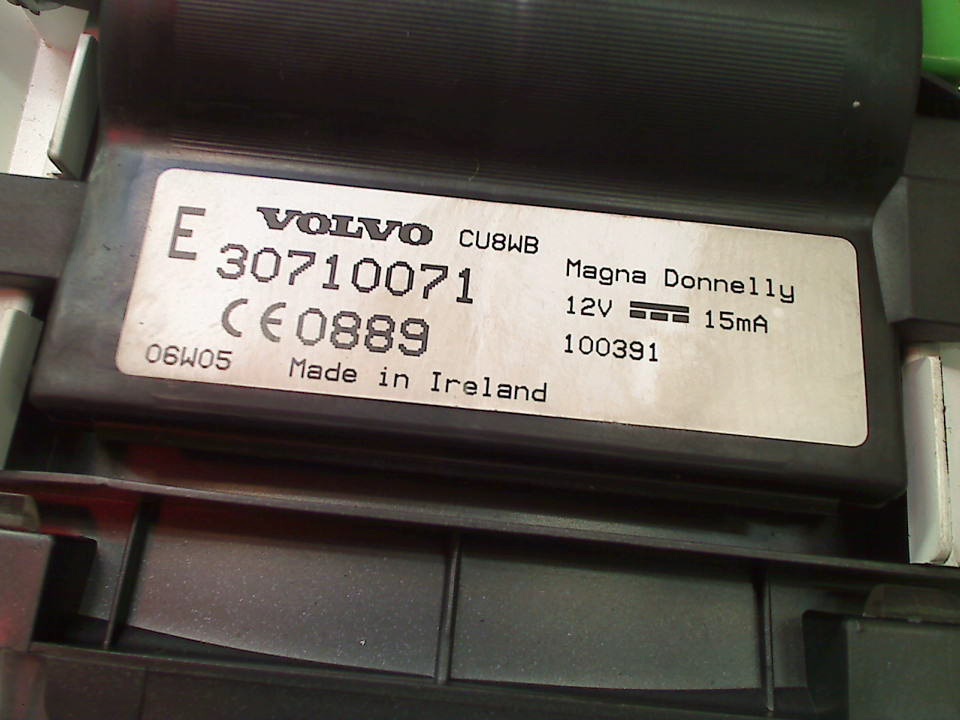 E VOLVO CU8WB
30710071
CE0889
06W05 Made in Ireland
Magna Donnelly
12V 15mA
100391